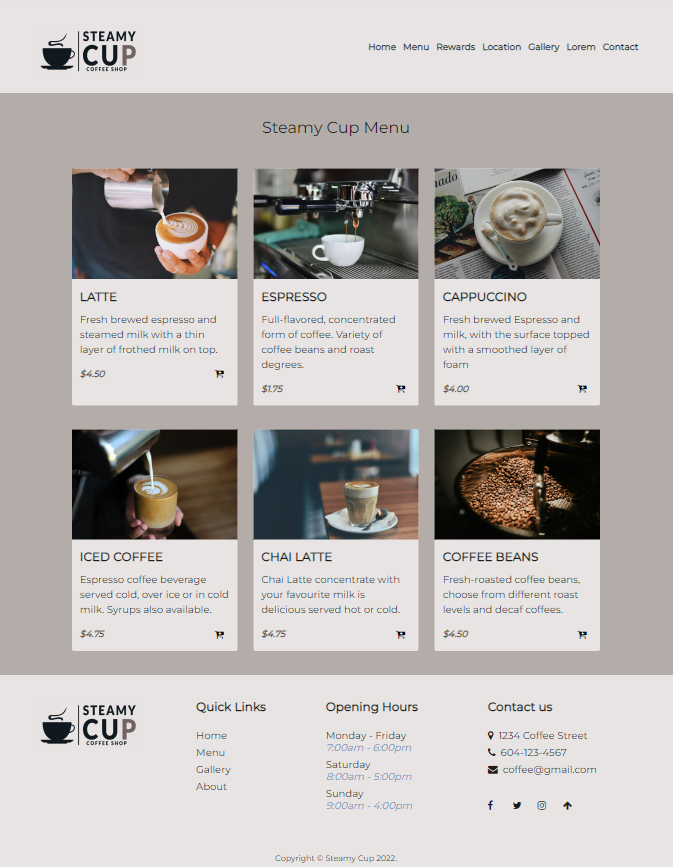 STEAMY
CUP
COFFEE SHOP
Home Menu Rewards Location Gallery Lorem Contact
Steamy Cup Menu
nado
LATTE
Fresh brewed espresso and
steamed milk with a thin
layer of frothed milk on top.
$4.50
ESPRESSO
Full-flavored, concentrated
form of coffee. Variety of
coffee beans and roast
degrees.
$1.75
CAPPUCCINO
Fresh brewed Espresso and
milk, with the surface topped
with a smoothed layer of
foam
$4.00
ICED COFFEE
Espresso coffee beverage
served cold, over ice or in cold
milk. Syrups also available.
$4.75
CHAI LATTE
Chai Latte concentrate with
your favourite milk is
delicious served hot or cold.
$4.75
COFFEE BEANS
Fresh-roasted coffee beans,
choose from different roast
levels and decaf coffees.
$4.50
STEAMY
CUP
COFFEE SHOP
Quick Links
Home
Menu
Gallery
About
Opening Hours
Monday - Friday
7:00am - 6:00pm
Saturday
8:00am - 5:00pm
Sunday
9:00am - 4:00pm
Contact us
1234 Coffee Street
604-123-4567
coffee@gmail.com
Copyright © Steamy Cup 2022.